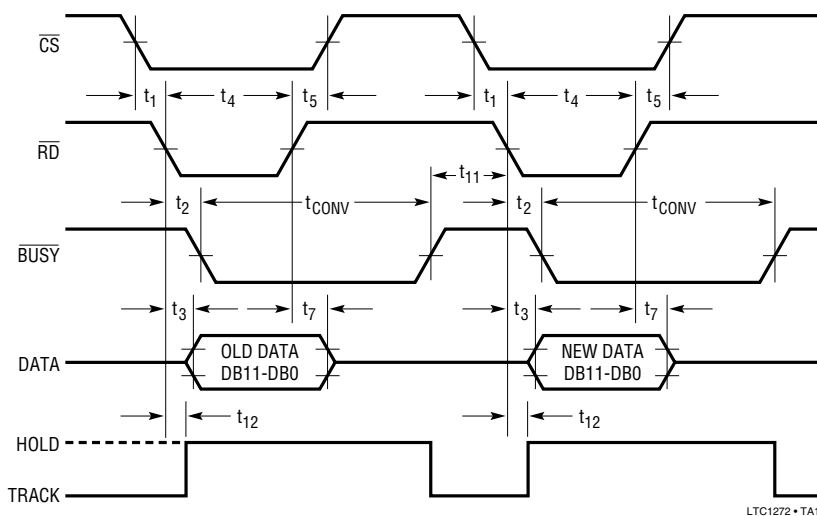 CS
t1 t4 t5 t1 t4 t5
RD
t11
t2 tCONV t2 tCONV
BUSY
t3 t7 t3 t7
DATA
OLD DATA
DB11-DB0
NEW DATA
DB11-DB0
t12 t12
HOLD
TRACK
LTC1272 • TA1